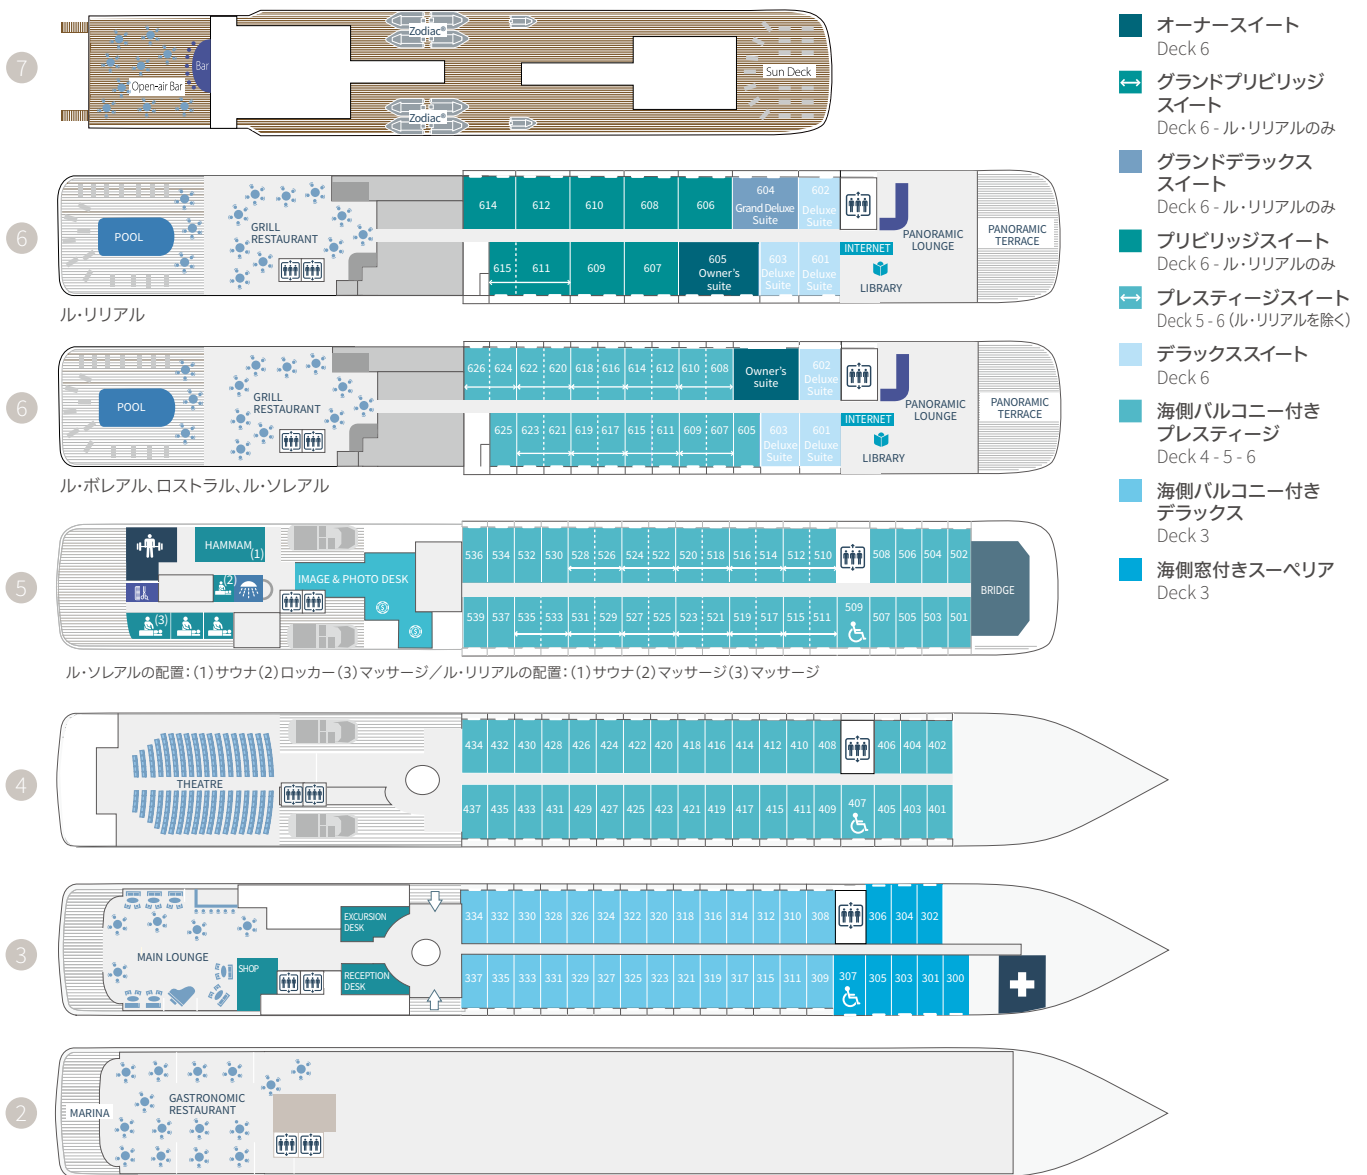 7
Zodiac®
Bar
Open-air Bar
Sun Deck
Zodiac®
オーナースイート
Deck 6
グランドプリビリッジ
スイート
Deck 6 - ル・リリアルのみ
グランドデラックス
スイート
Deck 6 - ル・リリアルのみ
プリビリッジスイート
Deck 6 - ル・リリアルのみ
プレスティージスイート
Deck 5 - 6 (ル・リリアルを除く)
デラックススイート
Deck 6
海側バルコニー付き
プレスティージ
Deck 4 - 5 - 6
海側バルコニー付き
デラックス
Deck 3
海側窓付きスーペリア
Deck 3
6
POOL
GRILL
RESTAURANT
614 612 610 608 606
604
Grand Deluxe
Suite
602
Deluxe
Suite
615 611 609 607
605
Owner's
suite
603
Deluxe
Suite
601
Deluxe
Suite
INTERNET
LIBRARY
PANORAMIC
LOUNGE
PANORAMIC
TERRACE
ル・リリアル
6
POOL
GRILL
RESTAURANT
626 624 622 620 618 616 614 612 610 608
Owner's
suite
602
Deluxe
Suite
625 623 621 619 617 615 611 609 607 605
603
Deluxe
Suite
601
Deluxe
Suite
INTERNET
LIBRARY
PANORAMIC
LOUNGE
PANORAMIC
TERRACE
ル・ボレアル、ロストラル、ル・ソレアル
5
HAMMAM
(1)
(2)
(3)
IMAGE & PHOTO DESK
536 534 532 530 528 526 524 522 520 518 516 514 512 510 508 506 504 502
539 537 535 533 531 529 527 525 523 521 519 517 515 511 509 507 505 503 501
BRIDGE
ル・ソレアルの配置：(1)サウナ(2)ロッカー(3)マッサージ／ル・リリアルの配置：(1)サウナ(2)マッサージ(3)マッサージ
4
THEATRE
434 432 430 428 426 424 422 420 418 416 414 412 410 408 406 404 402
437 435 433 431 429 427 425 423 421 419 417 415 411 409 407 405 403 401
3
MAIN LOUNGE
SHOP
EXCURSION
DESK
RECEPTION
DESK
334 332 330 328 326 324 322 320 318 316 314 312 310 308 306 304 302
337 335 333 331 329 327 325 323 321 319 317 315 311 309 307 305 303 301 300
2
MARINA
GASTRONOMIC
RESTAURANT